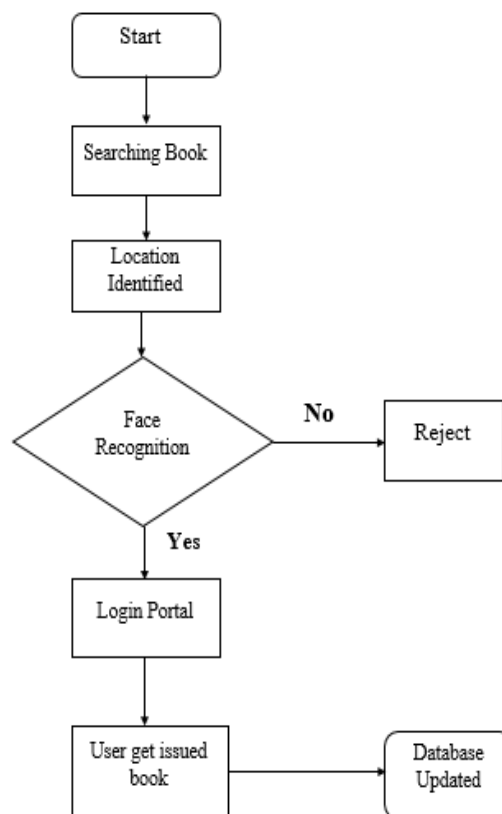 Start
Searching Book
Location
Identified
Face
Recognition
No
Reject
Yes
Login Portal
User get issued
book
Database
Updated